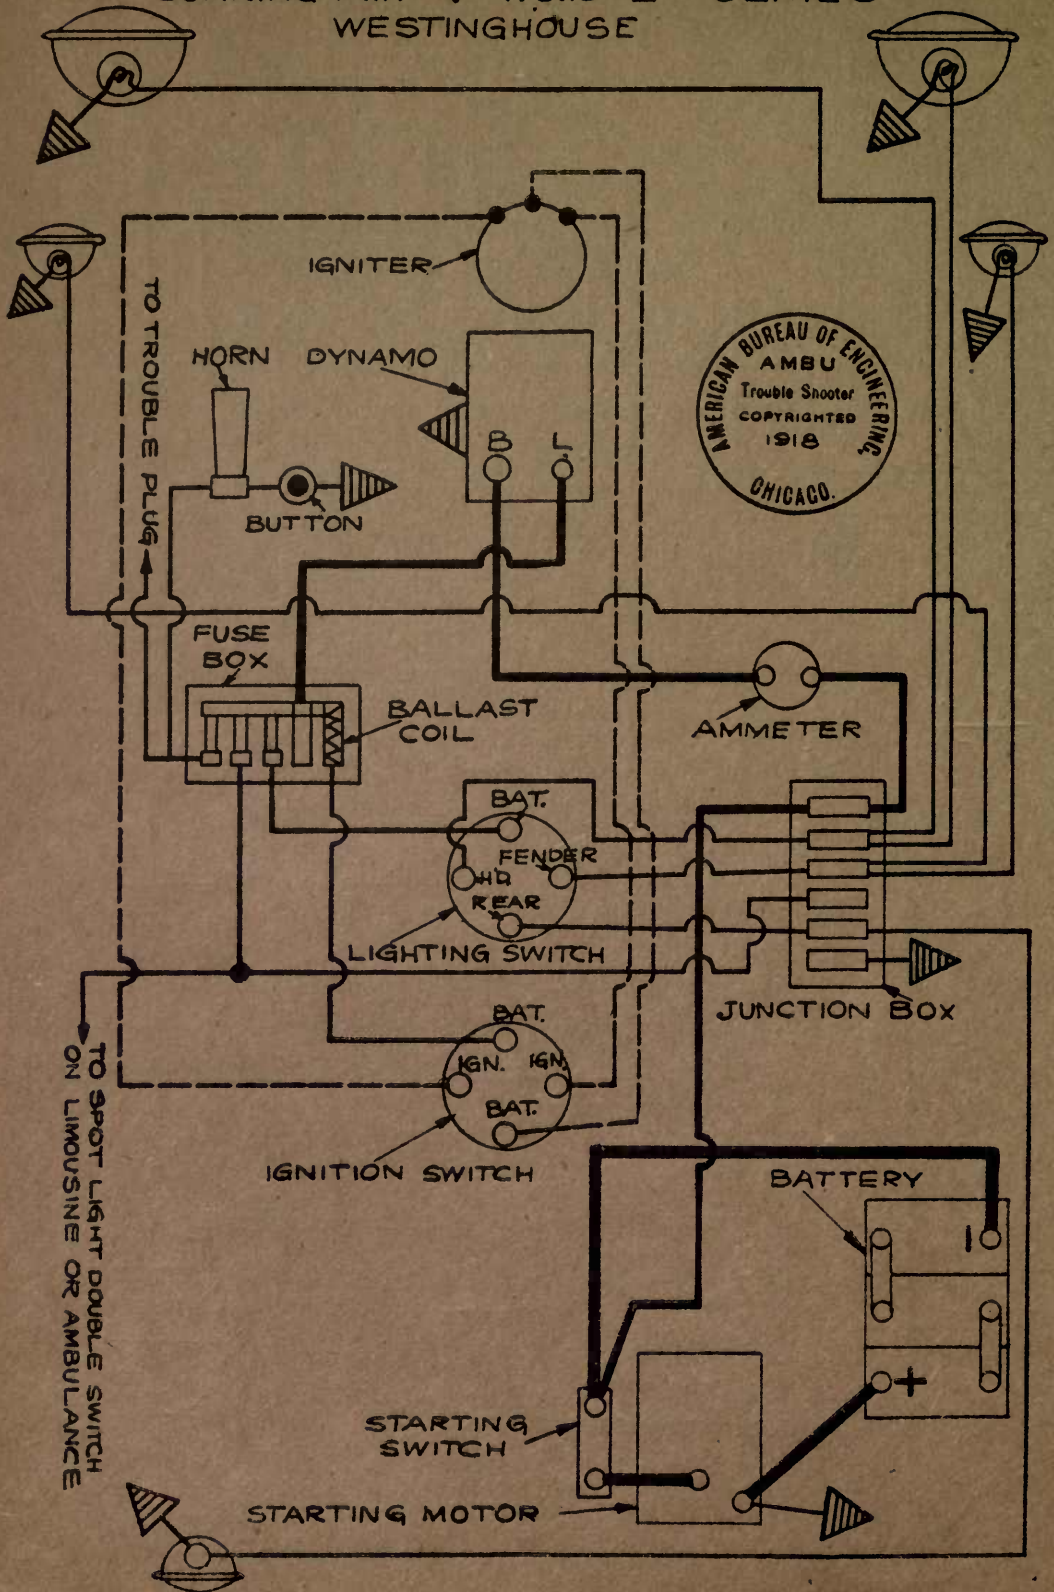 WESTINGHOUSE
IGNITER
TO TROUBLE PLUG
HORN
DYNAMO
B
L.
BUTTON
AMERICAN BUREAU OF ENGINEERING,
AMBU
Trouble Shooter
COPYRIGHTED
1918
CHICAGO.
FUSE
BOX
BALLAST
COIL
AMMETER
BAT.
FENDER
REAR
LIGHTING SWITCH
JUNCTION BOX
BAT.
IGN.
IGN.
BAT.
IGNITION SWITCH
TO SPOT LIGHT DOUBLE SWITCH
ON LIMOUSINE OR AMBULANCE
BATTERY
-
+
STARTING
SWITCH
STARTING MOTOR